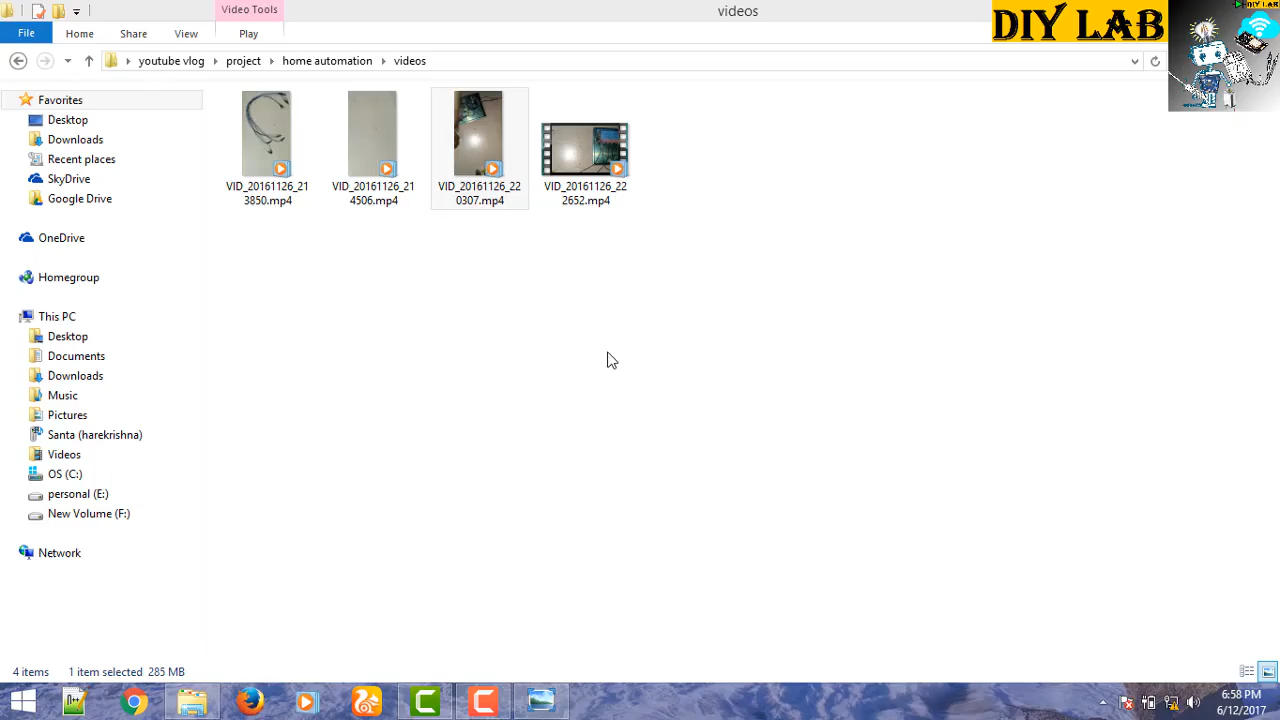 Video Tools
videos
File
Home
Share
View
Play
youtube vlog
project
home automation
videos
DIY LAB
DIY LAB
Favorites
Desktop
Downloads
Recent places
SkyDrive
Google Drive
OneDrive
Homegroup
This PC
Desktop
Documents
Downloads
Music
Pictures
Santa (harekrishna)
Videos
OS (C:)
personal (E:)
New Volume (F:)
Network
VID_20161126_21
3850.mp4
VID_20161126_21
4506.mp4
VID_20161126_22
0307.mp4
VID_20161126_22
2652.mp4
4 items
1 item selected 285 MB
6:58 PM
6/12/2017